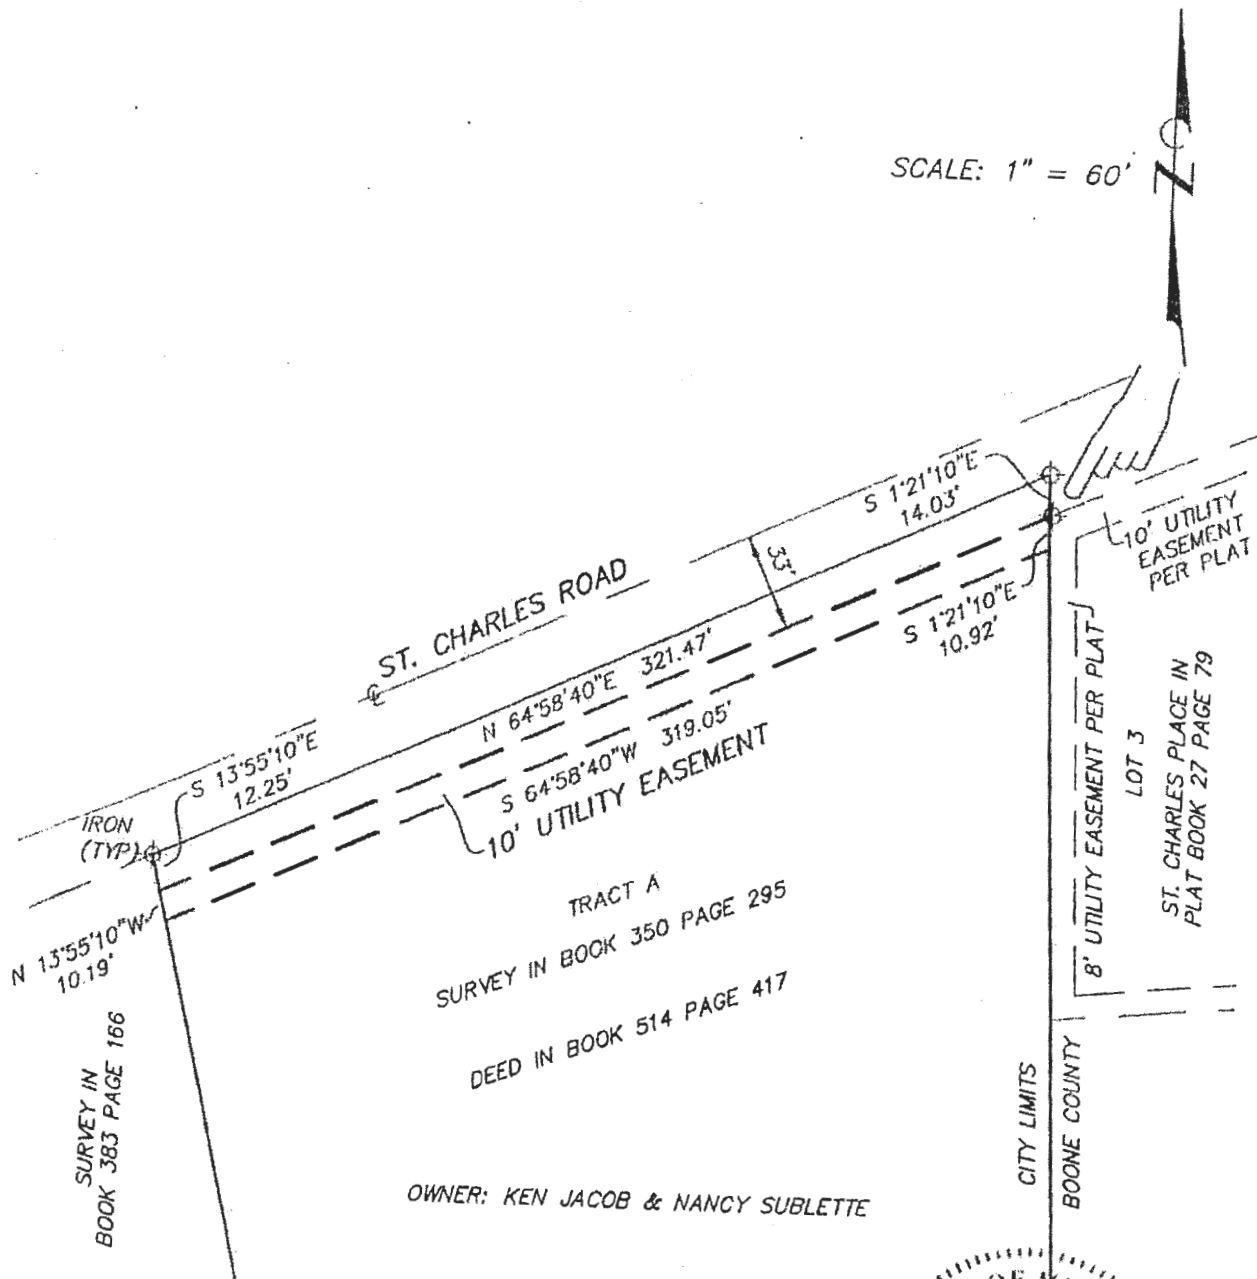 SCALE: 1" = 60'
N
S 1°21'10"E
14.03'
33'
10' UTILITY
EASEMENT
PER PLAT
ST. CHARLES ROAD
℄
N 64°58'40"E 321.47'
S 1°21'10"E
10.92'
S 13°55'10"E
12.25'
S 64°58'40"W 319.05'
10' UTILITY EASEMENT
IRON
(TYP)
N 13°55'10"W
10.19'
8' UTILITY EASEMENT PER PLAT
LOT 3
ST. CHARLES PLACE IN
PLAT BOOK 27 PAGE 79
TRACT A
SURVEY IN BOOK 350 PAGE 295
DEED IN BOOK 514 PAGE 417
SURVEY IN
BOOK 383 PAGE 166
CITY LIMITS
BOONE COUNTY
OWNER: KEN JACOB & NANCY SUBLETTE
OF